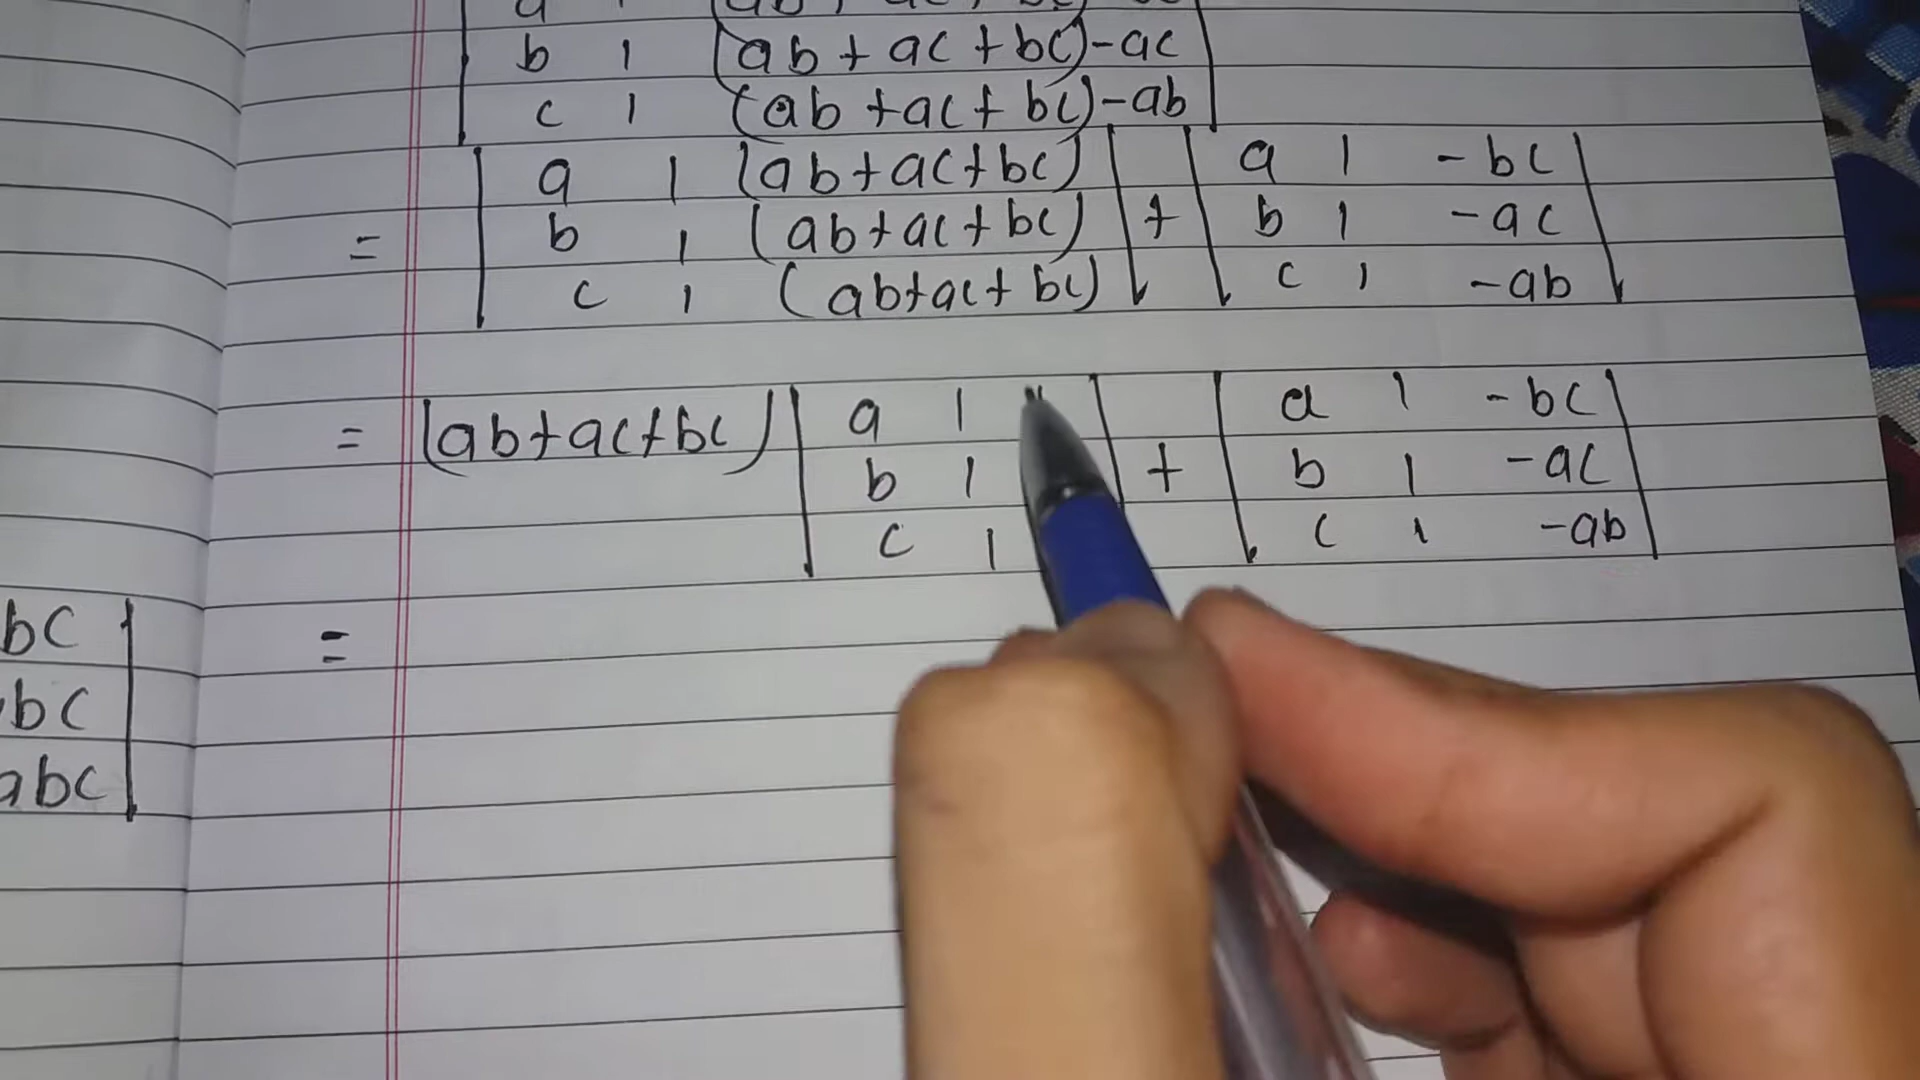 b 1 (ab+ac+bc)-ac
c 1 (ab+ac+bc)-ab
| a 1 (ab+ac+bc) | | a 1 -bc |
= | b 1 (ab+ac+bc) | + | b 1 -ac |
| c 1 (ab+ac+bc) | | c 1 -ab |
= (ab+ac+bc) | a 1 | | a 1 -bc |
| b 1 | + | b 1 -ac |
| c 1 | | c 1 -ab |
=
bc |
bc |
abc |